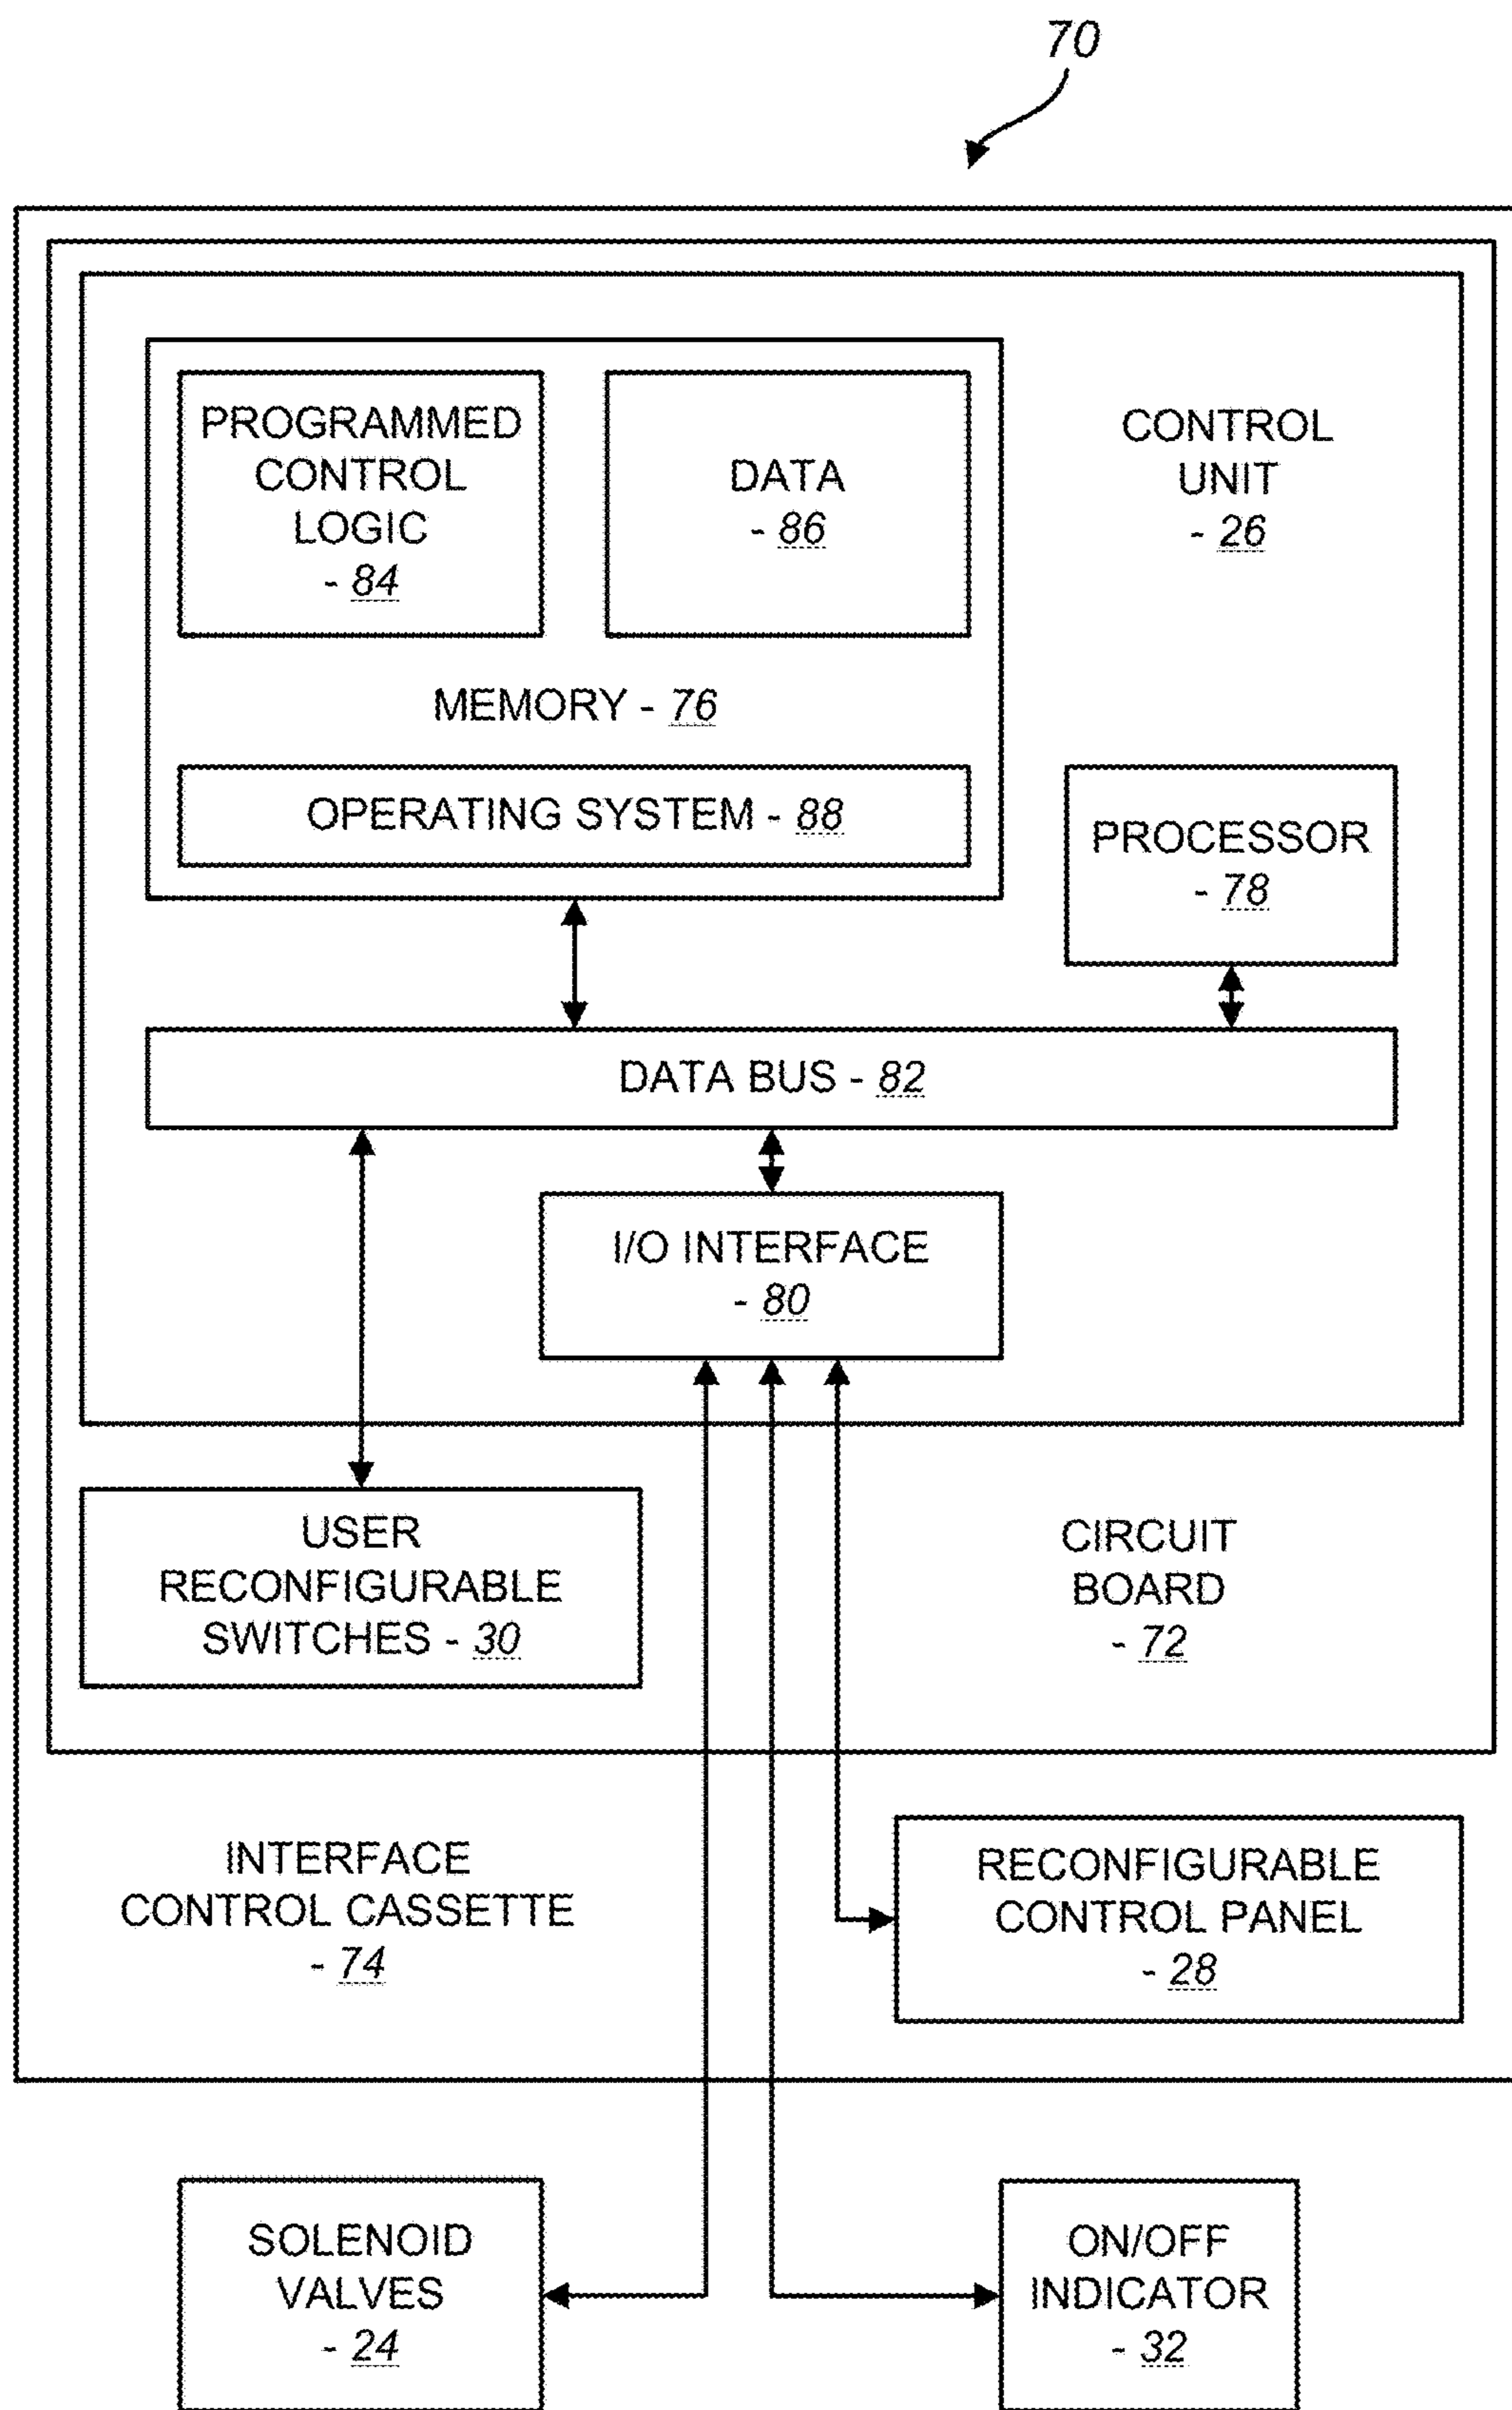 70
PROGRAMMED
CONTROL
LOGIC
- 84
DATA
- 86
CONTROL
UNIT
- 26
MEMORY - 76
OPERATING SYSTEM - 88
PROCESSOR
- 78
DATA BUS - 82
I/O INTERFACE
- 80
USER
RECONFIGURABLE
SWITCHES - 30
CIRCUIT
BOARD
- 72
INTERFACE
CONTROL CASSETTE
- 74
RECONFIGURABLE
CONTROL PANEL
- 28
SOLENOID
VALVES
- 24
ON/OFF
INDICATOR
- 32